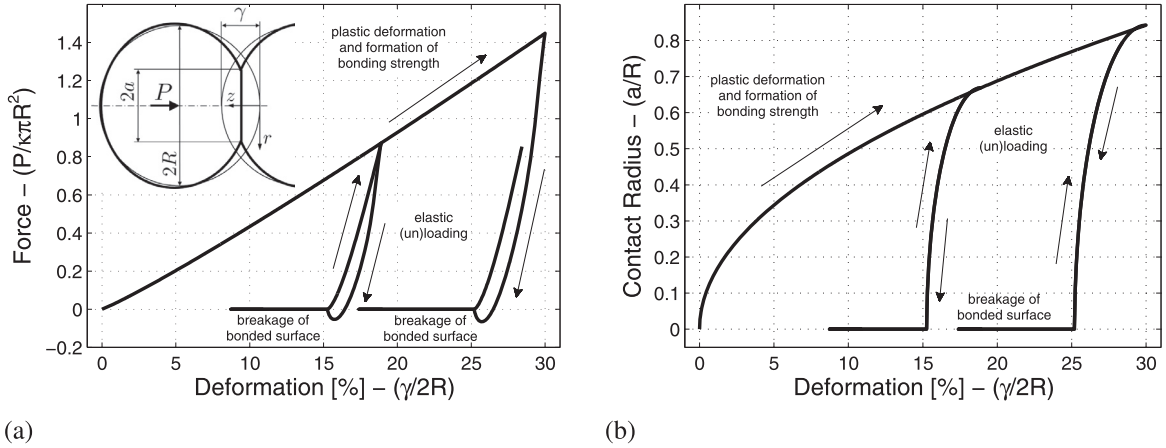 γ
2a
P
z
r
2R
plastic deformation
and formation of
bonding strength
elastic
(un)loading
breakage of
bonded surface
breakage of
bonded surface
1.4
1.2
1
0.8
0.6
0.4
0.2
0
−0.2
Force − (P/κπR²)
0 5 10 15 20 25 30
Deformation [%] − (γ/2R)
(a)
plastic deformation
and formation of
bonding strength
elastic
(un)loading
breakage of
bonded surface
0.8
0.7
0.6
0.5
0.4
0.3
0.2
0.1
0
Contact Radius − (a/R)
0 5 10 15 20 25 30
Deformation [%] − (γ/2R)
(b)